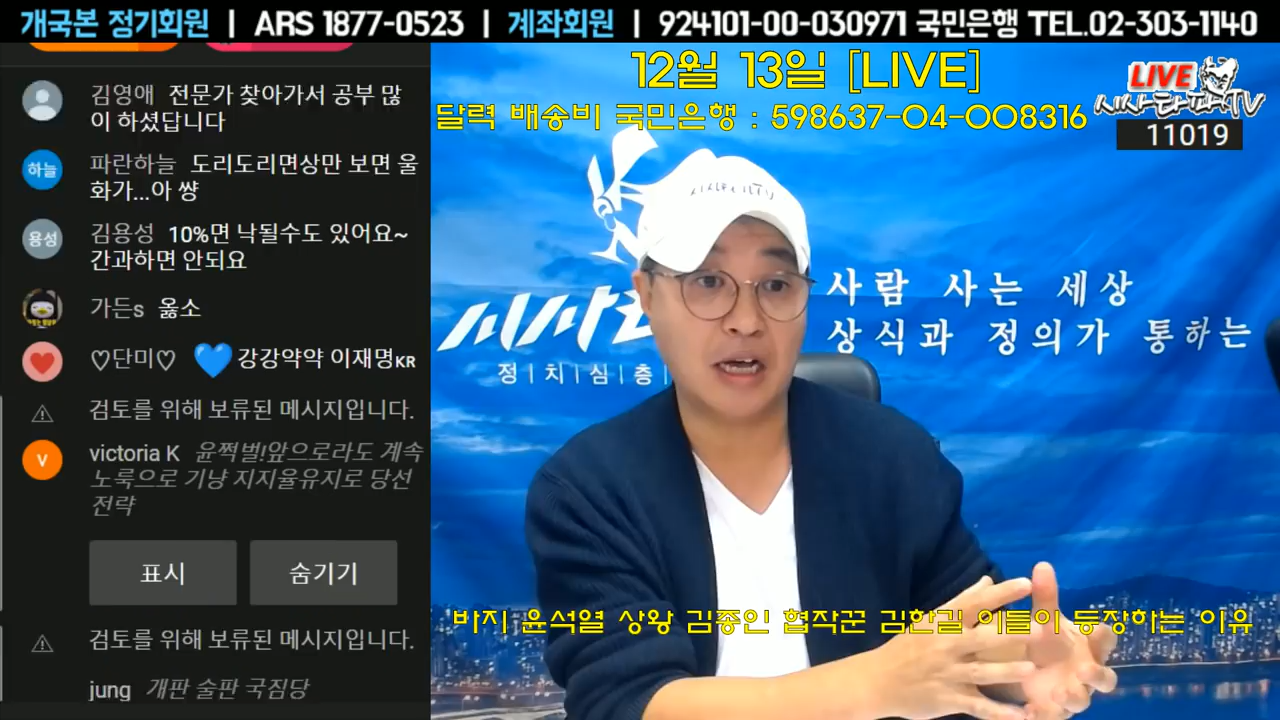 개국본 정기회원 | ARS 1877-0523 | 계좌회원 | 924101-00-030971 국민은행 TEL.02-303-1140
12월 13일 [LIVE]
달력 배송비 국민은행 : 598637-04-008316
LIVE
시사타파TV
11019
김영애 전문가 찾아가서 공부 많
이 하셨답니다
하늘
파란하늘 도리도리면상만 보면 울
화가...아 썅
용성
김용성 10%면 낙될수도 있어요~
간과하면 안되요
가든s 옳소
♡단미♡ 💙강강약약 이재명KR
검토를 위해 보류된 메시지입니다.
V
victoria K 윤쩍벌!앞으로라도 계속
노룩으로 기냥 지지율유지로 당선
전략
표시 숨기기
검토를 위해 보류된 메시지입니다.
jung 개판 술판 국짐당
시사타
정|치|심|층|
사람 사는 세상
상식과 정의가 통하는
바지 윤석열 상왕 김종인 협작꾼 김한길 이들이 등장하는 이유